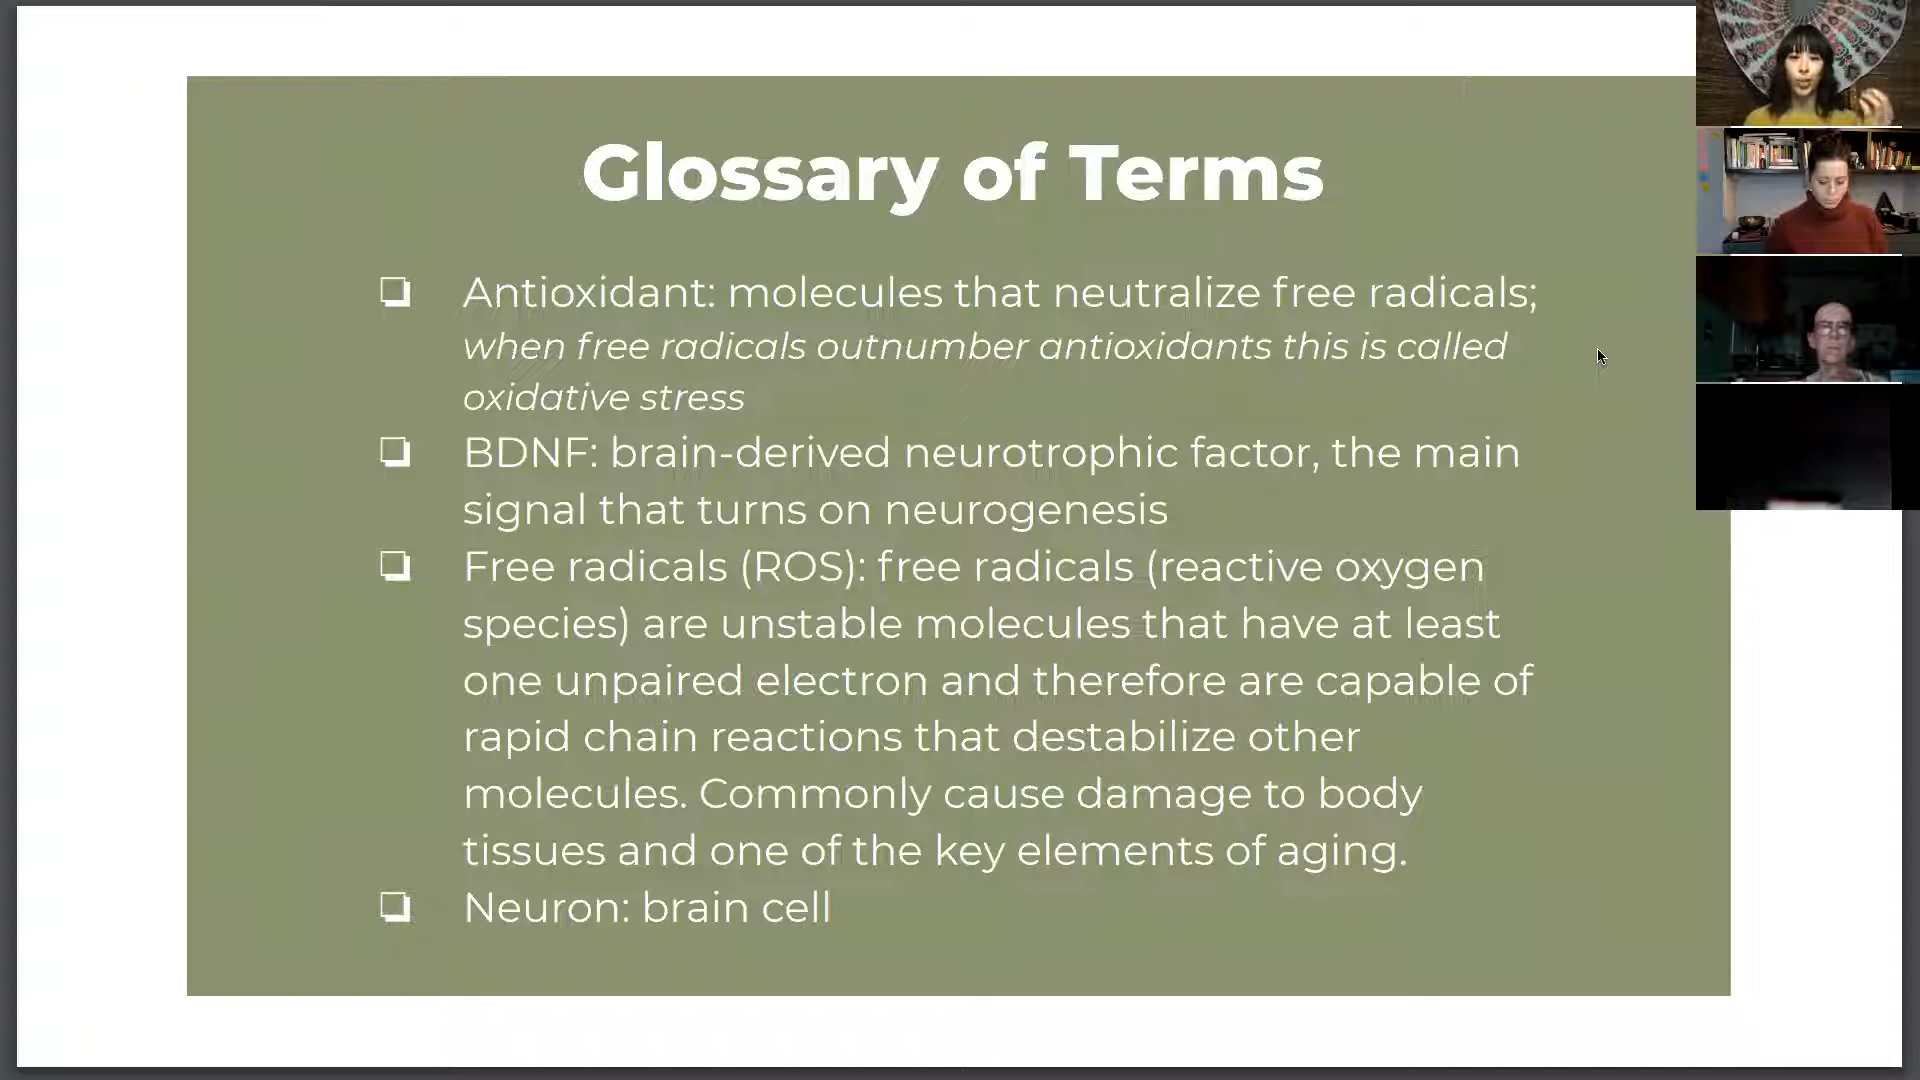 Glossary of Terms
Antioxidant: molecules that neutralize free radicals;
when free radicals outnumber antioxidants this is called
oxidative stress
BDNF: brain-derived neurotrophic factor, the main
signal that turns on neurogenesis
Free radicals (ROS): free radicals (reactive oxygen
species) are unstable molecules that have at least
one unpaired electron and therefore are capable of
rapid chain reactions that destabilize other
molecules. Commonly cause damage to body
tissues and one of the key elements of aging.
Neuron: brain cell